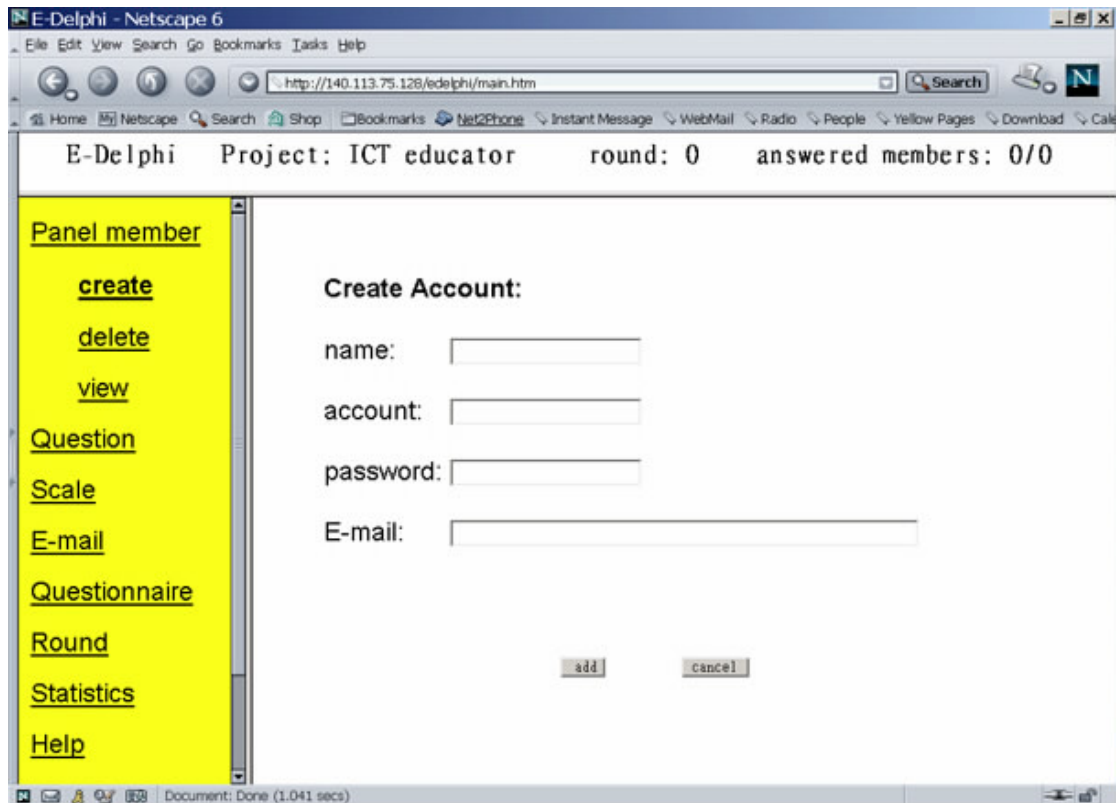 E-Delphi - Netscape 6
File Edit View Search Go Bookmarks Tasks Help
http://140.113.75.128/edelphi/main.htm Search N
Home My Netscape Search Shop Bookmarks Net2Phone Instant Message WebMail Radio People Yellow Pages Download Cale
E-Delphi Project: ICT educator round: 0 answered members: 0/0
Panel member
create
delete
view
Question
Scale
E-mail
Questionnaire
Round
Statistics
Help
Create Account:
name:
account:
password:
E-mail:
add cancel
Document: Done (1.041 secs)